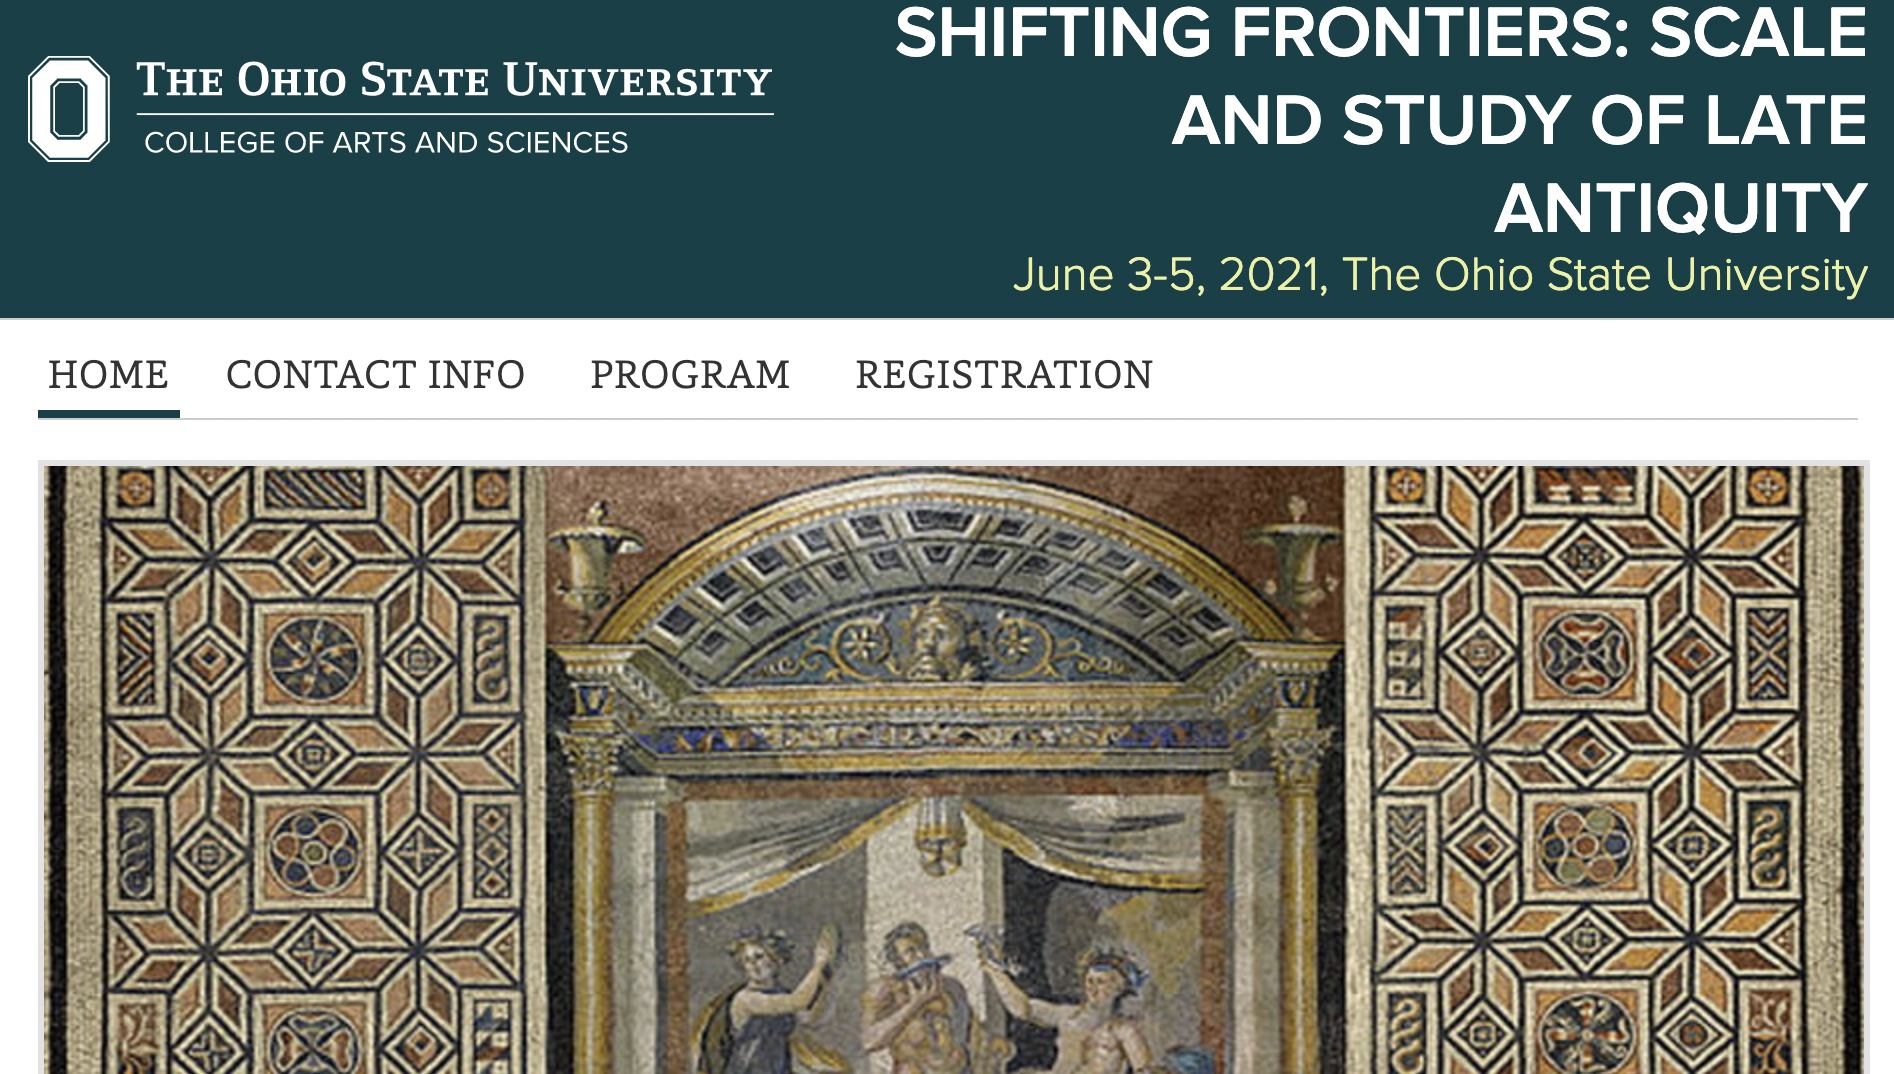 THE OHIO STATE UNIVERSITY
COLLEGE OF ARTS AND SCIENCES
SHIFTING FRONTIERS: SCALE
AND STUDY OF LATE
ANTIQUITY
June 3-5, 2021, The Ohio State University
HOME CONTACT INFO PROGRAM REGISTRATION